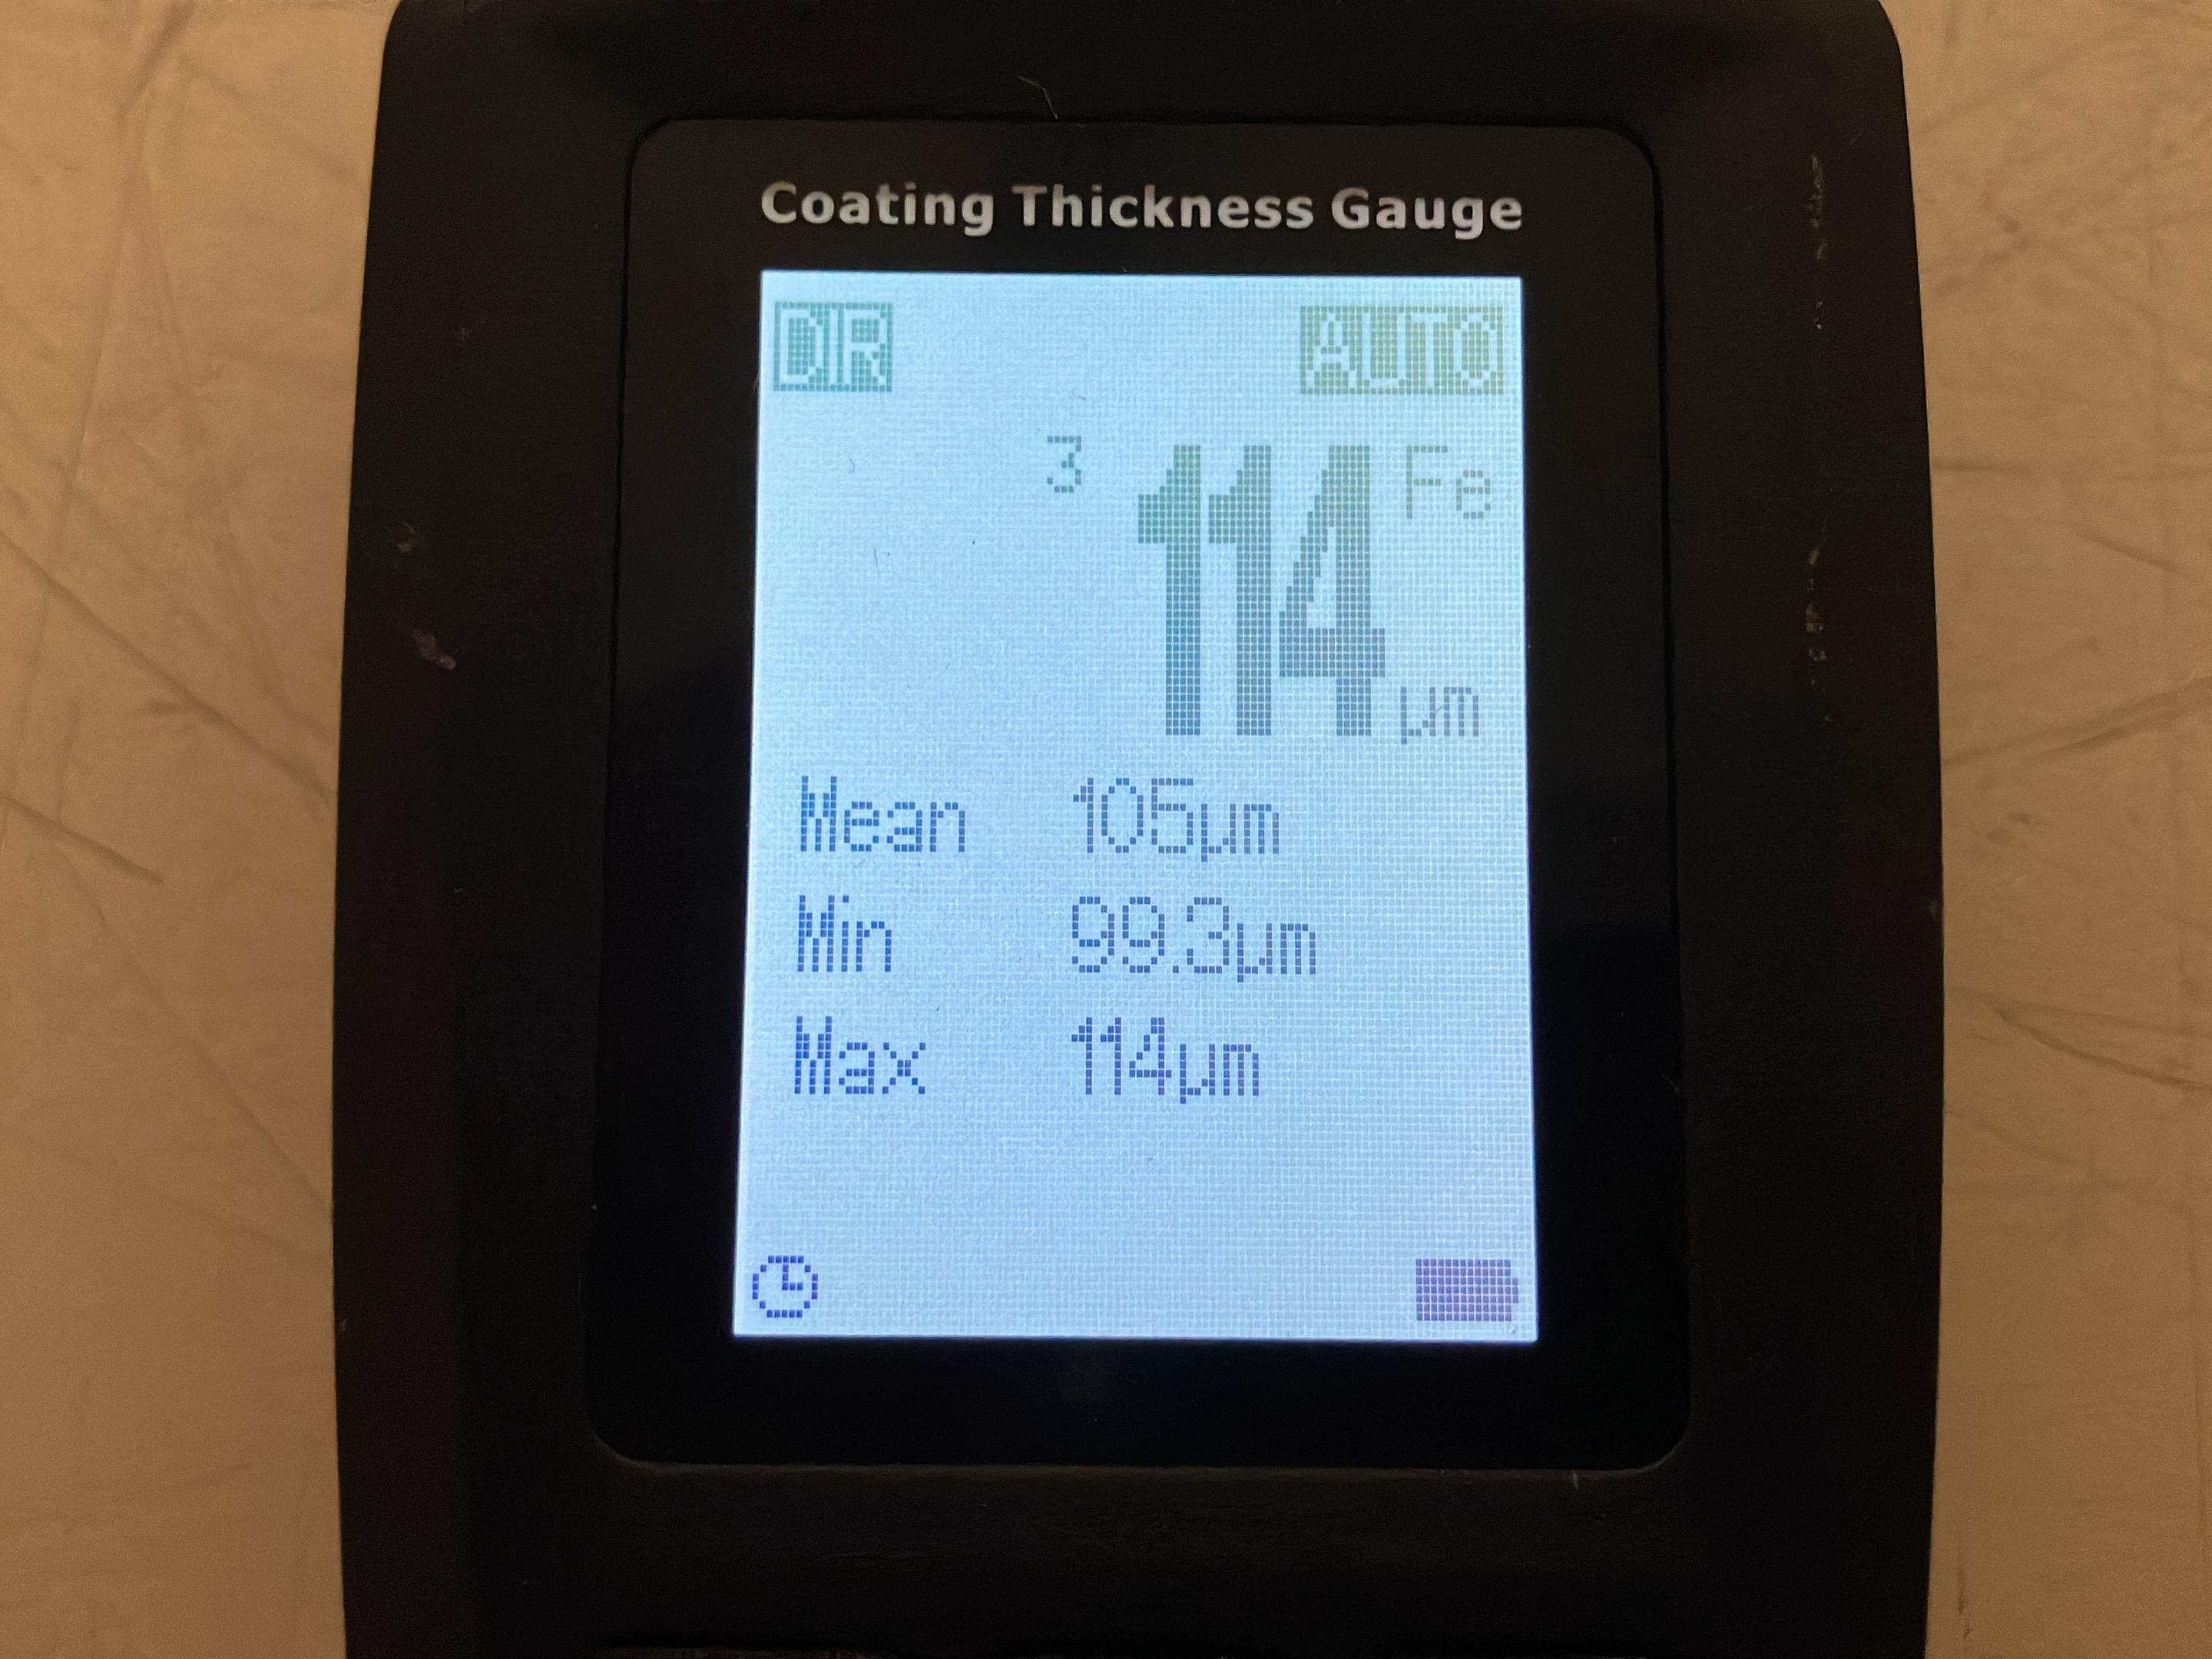 Coating Thickness Gauge
DIR AUTO
3 114 Fe
µm
Mean 105µm
Min 99.3µm
Max 114µm